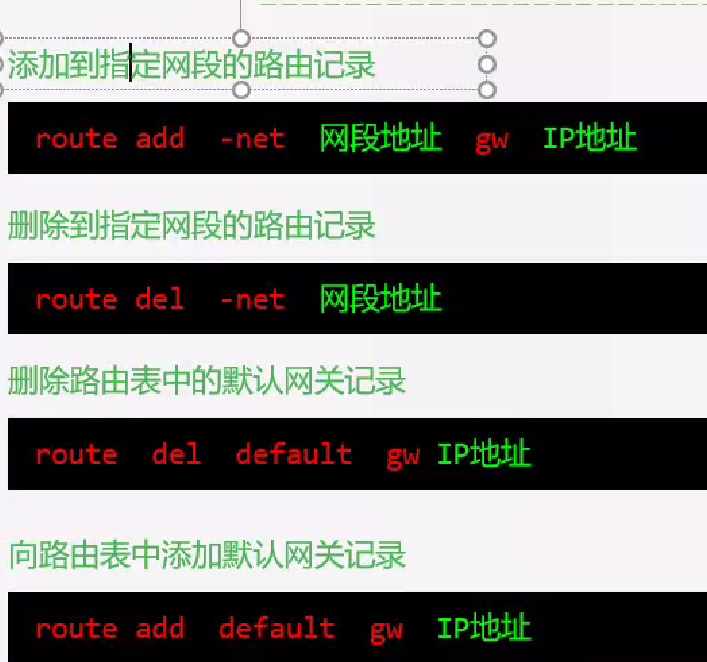 添加到指定网段的路由记录
route add -net 网段地址 gw IP地址
删除到指定网段的路由记录
route del -net 网段地址
删除路由表中的默认网关记录
route del default gw IP地址
向路由表中添加默认网关记录
route add default gw IP地址